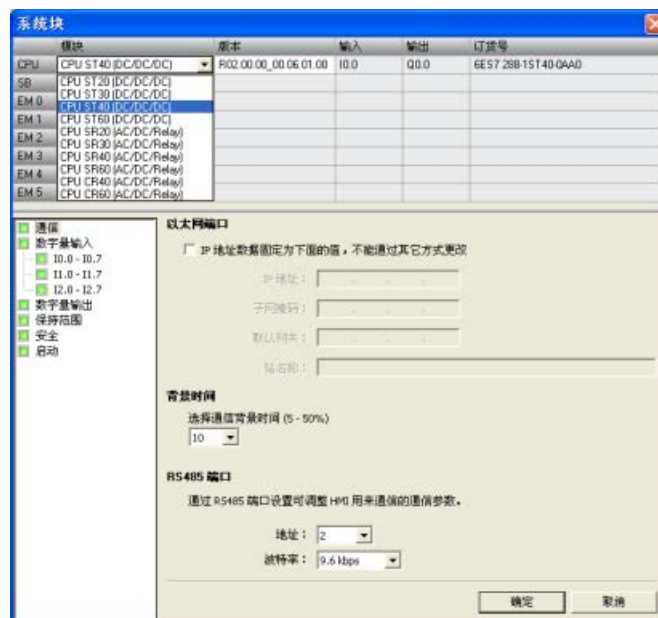 系统块
模块 版本 输入 输出 订货号
CPU CPU ST40 (DC/DC/DC) R02.00.00_00.06.01.00 I0.0 Q0.0 6ES7 288-1ST40-0AA0
SB CPU ST20 (DC/DC/DC)
CPU ST30 (DC/DC/DC)
EM 0 CPU ST40 (DC/DC/DC)
EM 1 CPU ST60 (DC/DC/DC)
EM 2 CPU SR20 (AC/DC/Relay)
CPU SR30 (AC/DC/Relay)
EM 3 CPU SR40 (AC/DC/Relay)
EM 4 CPU SR60 (AC/DC/Relay)
CPU CR40 (AC/DC/Relay)
EM 5 CPU CR60 (AC/DC/Relay)
通信
数字量输入
I0.0 - I0.7
I1.0 - I1.7
I2.0 - I2.7
数字量输出
保持范围
安全
启动
以太网端口
IP 地址数据固定为下面的值,不能通过其它方式更改
IP 地址:
子网掩码:
默认网关:
站名称:
背景时间
选择通信背景时间 (5 - 50%)
10
RS485 端口
通过 RS485 端口设置可调整 HMI 用来通信的通信参数。
地址: 2
波特率: 9.6 kbps
确定 取消